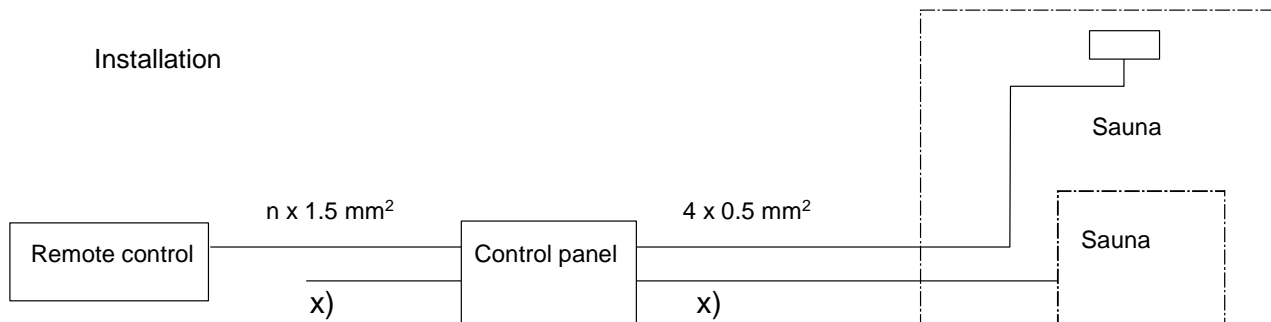 Installation
Sauna
n x 1.5 mm²
4 x 0.5 mm²
Remote control
Control panel
Sauna
x)
x)